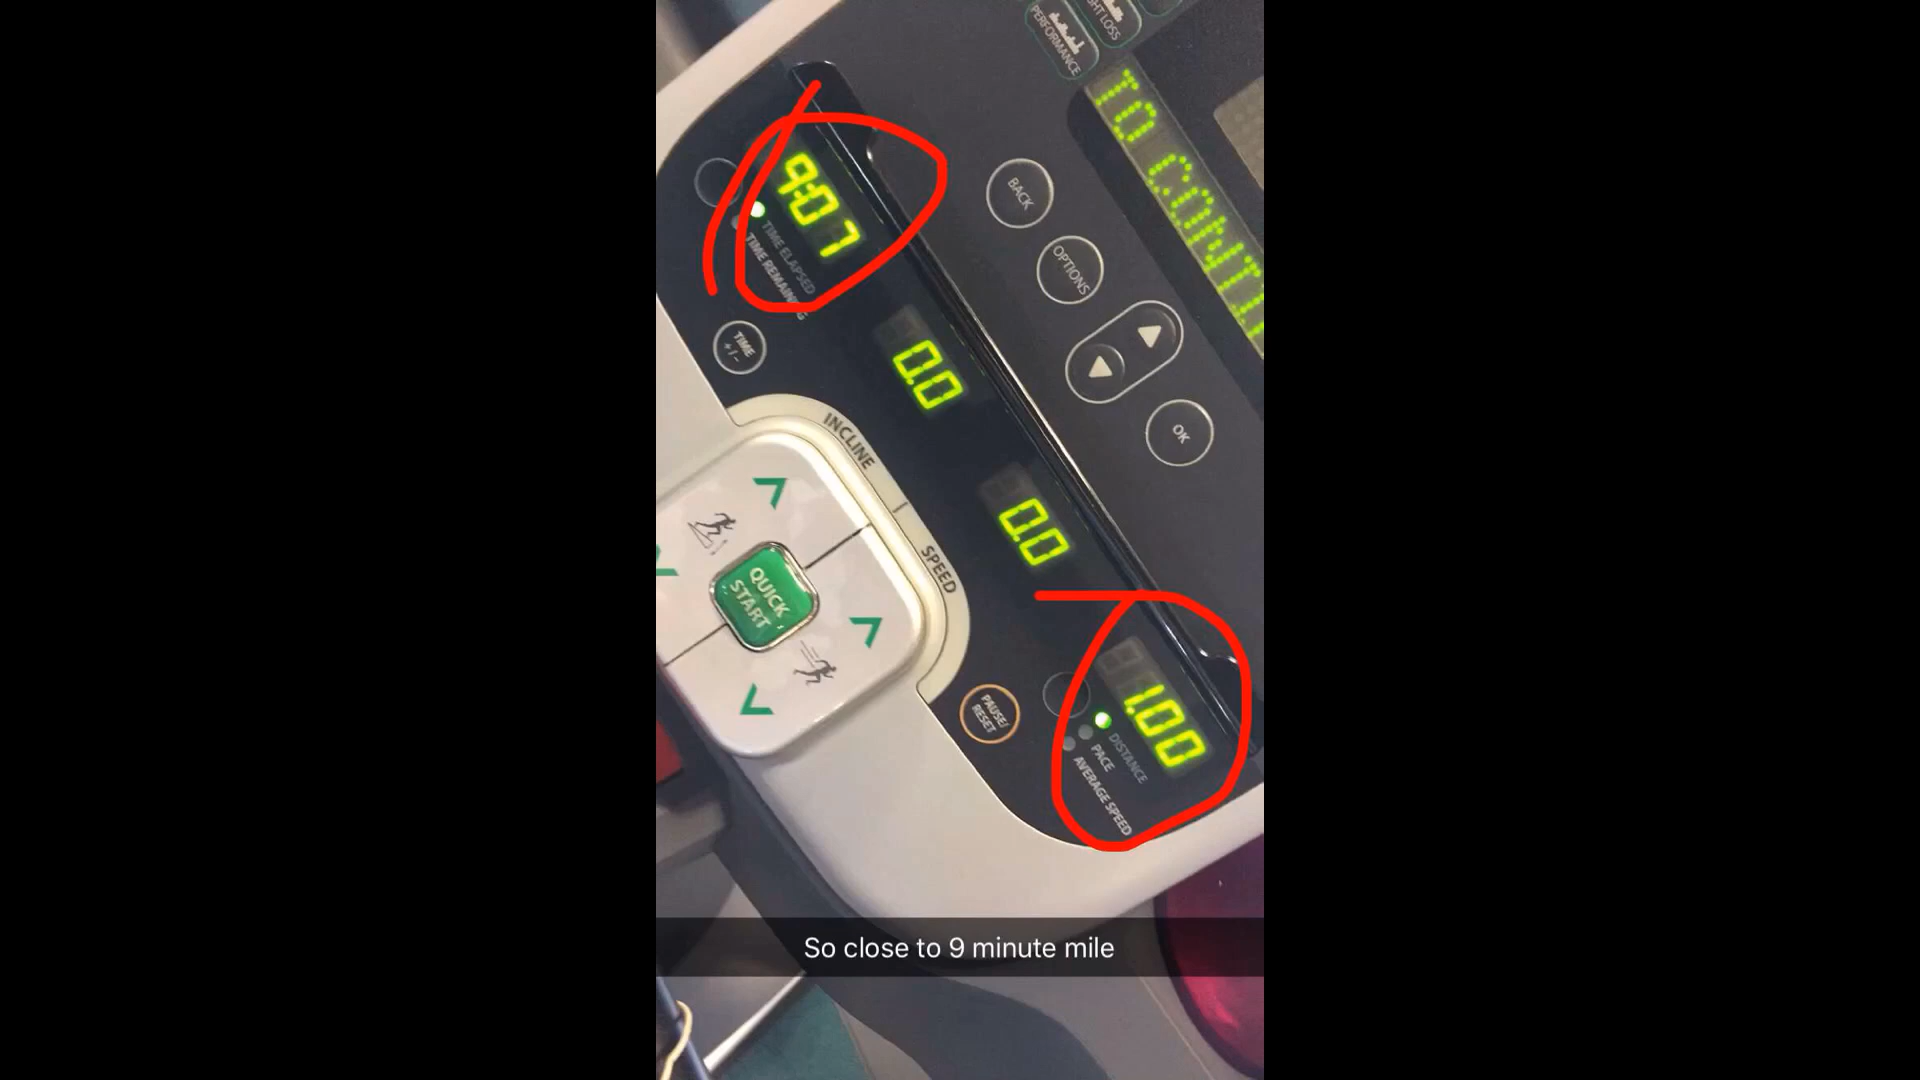 PERFORMANCE
TO CONTI
9:07
TIME ELAPSED
TIME REMAINING
BACK
OPTIONS
TIME
+/-
0.0
INCLINE
OK
0.0
SPEED
QUICK
START
PAUSE/
RESET
1.00
DISTANCE
PACE
AVERAGE SPEED
So close to 9 minute mile